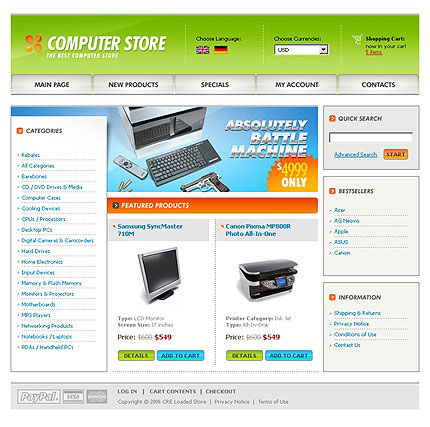 COMPUTER STORE
THE BEST COMPUTER STORE
Choose Language:
Choose Currencies:
USD
Shopping Cart:
now in your cart
5 items
MAIN PAGE
NEW PRODUCTS
SPECIALS
MY ACCOUNT
CONTACTS
CATEGORIES
Rebates
All Categories
Barebones
CD / DVD Drives & Media
Computer Cases
Cooling Devices
CPUs / Processors
Desktop PCs
Digital Cameras & Camcorders
Hard Drives
Home Electronics
Input Devices
Memory & Flash Memory
Monitors & Projectors
Motherboards
MP3 Players
Networking Products
Notebooks / Laptops
PDAs / Handheld PCs
ABSOLUTELY
BATTLE
MACHINE
$4999
ONLY
FEATURED PRODUCTS
Samsung SyncMaster
710M
Type: LCD Monitor
Screen Size: 17 inches
Price: $600 $549
DETAILS
ADD TO CART
Canon Pixma MP800R
Photo All-In-One
Printer Category: Ink Jet
Type: All-In-One
Price: $600 $549
DETAILS
ADD TO CART
QUICK SEARCH
Advanced Search
START
BESTSELLERS
Acer
AG Neovo
Apple
ASUS
Canon
INFORMATION
Shipping & Returns
Privacy Notice
Conditions of Use
Contact Us
PayPal
VISA
LOG IN | CART CONTENTS | CHECKOUT
Copyright © 2006 CRE Loaded Store | Privacy Notice | Terms of Use